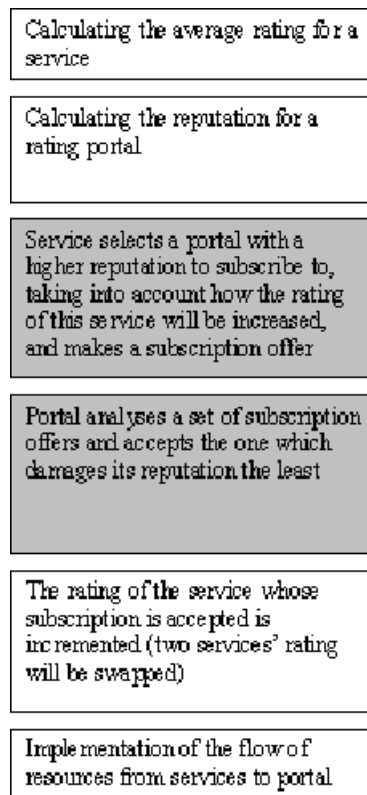 Calculating the average rating for a
service
Calculating the reputation for a
rating portal
Service selects a portal with a
higher reputation to subscribe to,
taking into account how the rating
of this service will be increased,
and makes a subscription offer
Portal analyses a set of subscription
offers and accepts the one which
damages its reputation the least
The rating of the service whose
subscription is accepted is
incremented (two services’ rating
will be swapped)
Implementation of the flow of
resources from services to portal